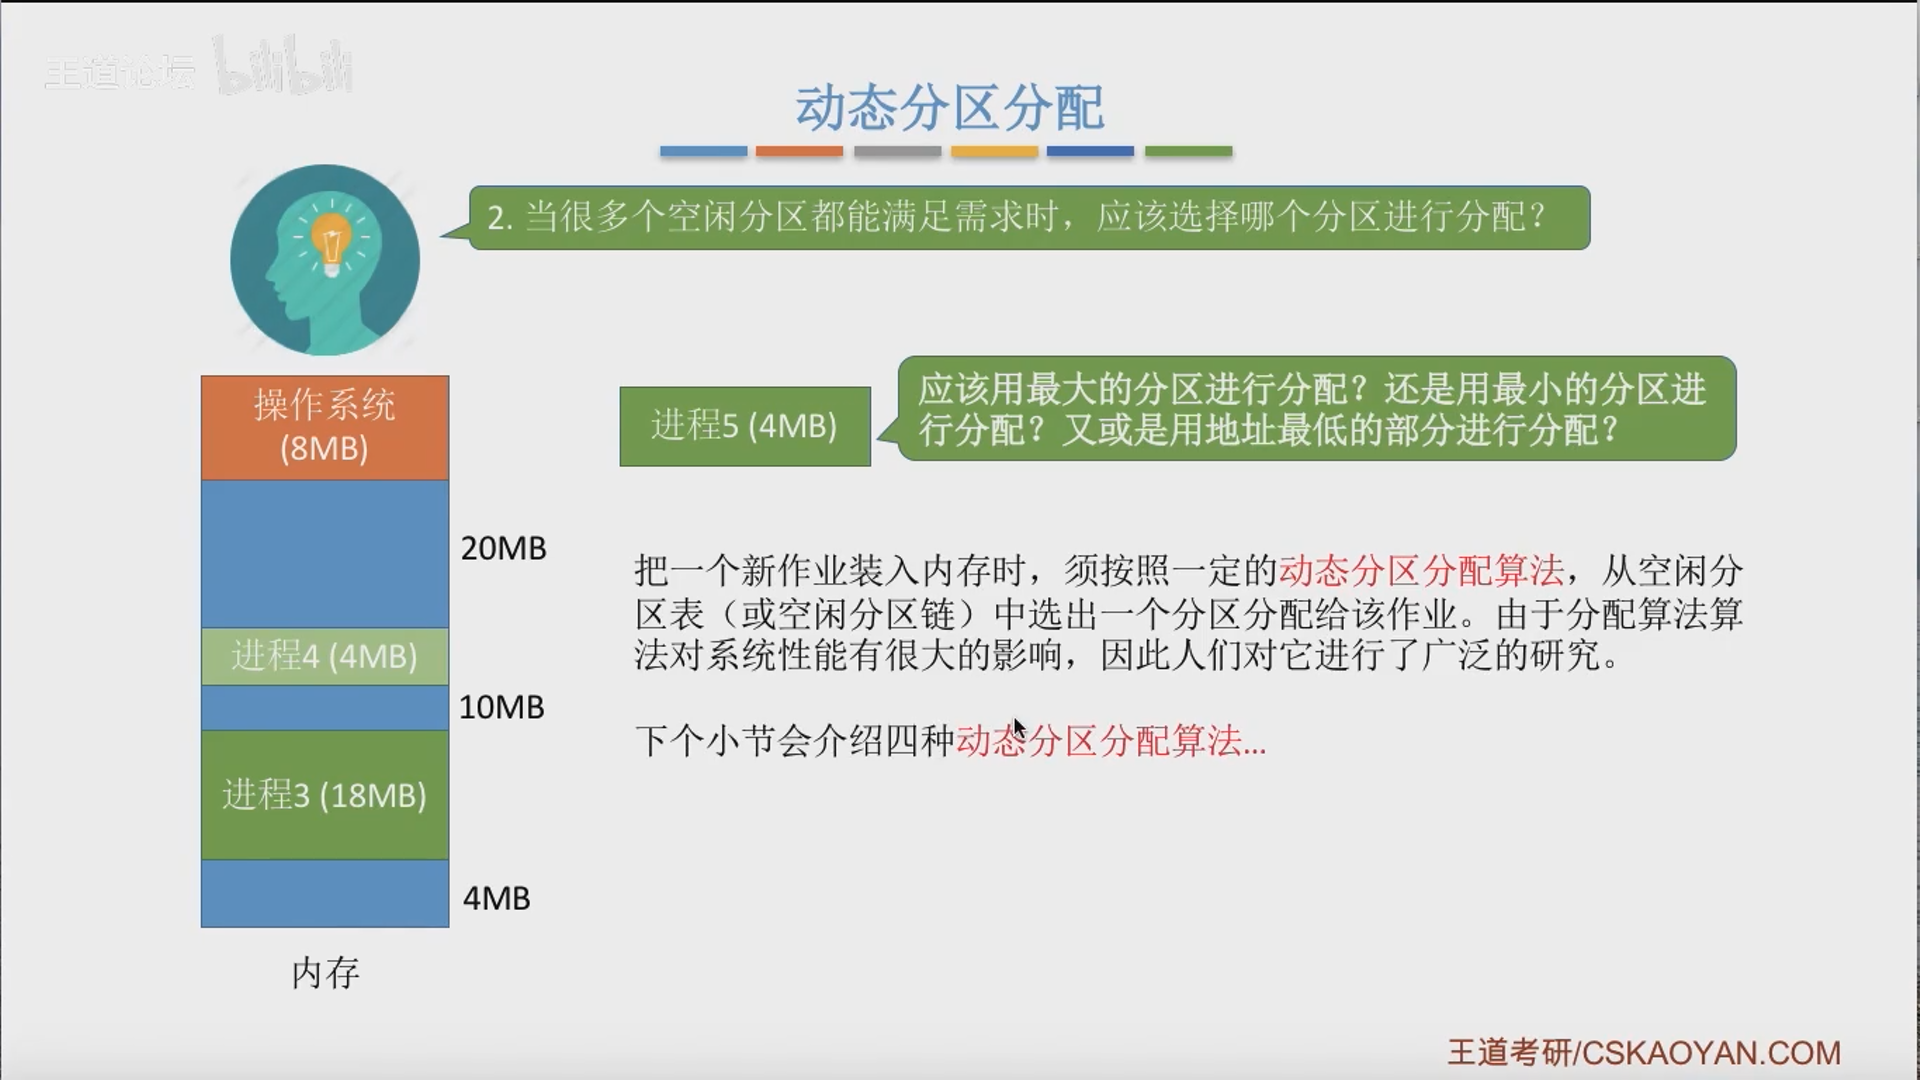 王道论坛 bilibili
动态分区分配
2. 当很多个空闲分区都能满足需求时，应该选择哪个分区进行分配？
操作系统
(8MB)
20MB
进程4 (4MB)
10MB
进程3 (18MB)
4MB
内存
进程5 (4MB)
应该用最大的分区进行分配？还是用最小的分区进
行分配？又或是用地址最低的部分进行分配？
把一个新作业装入内存时，须按照一定的动态分区分配算法，从空闲分
区表（或空闲分区链）中选出一个分区分配给该作业。由于分配算法算
法对系统性能有很大的影响，因此人们对它进行了广泛的研究。
下个小节会介绍四种动态分区分配算法...
王道考研/CSKAOYAN.COM